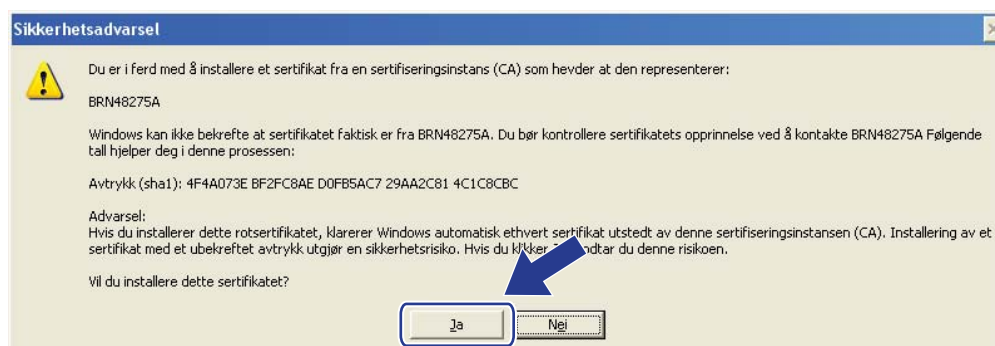 Sikkerhetsadvarsel
Du er i ferd med å installere et sertifikat fra en sertifiseringsinstans (CA) som hevder at den representerer:
BRN48275A
Windows kan ikke bekrefte at sertifikatet faktisk er fra BRN48275A. Du bør kontrollere sertifikatets opprinnelse ved å kontakte BRN48275A Følgende
tall hjelper deg i denne prosessen:
Avtrykk (sha1): 4F4A073E BF2FC8AE D0FB5AC7 29AA2C81 4C1C8CBC
Advarsel:
Hvis du installerer dette rotsertifikatet, klarerer Windows automatisk ethvert sertifikat utstedt av denne sertifiseringsinstansen (CA). Installering av et
sertifikat med et ubekreftet avtrykk utgjør en sikkerhetsrisiko. Hvis du klikker du denne risikoen.
Vil du installere dette sertifikatet?
Ja
Nei